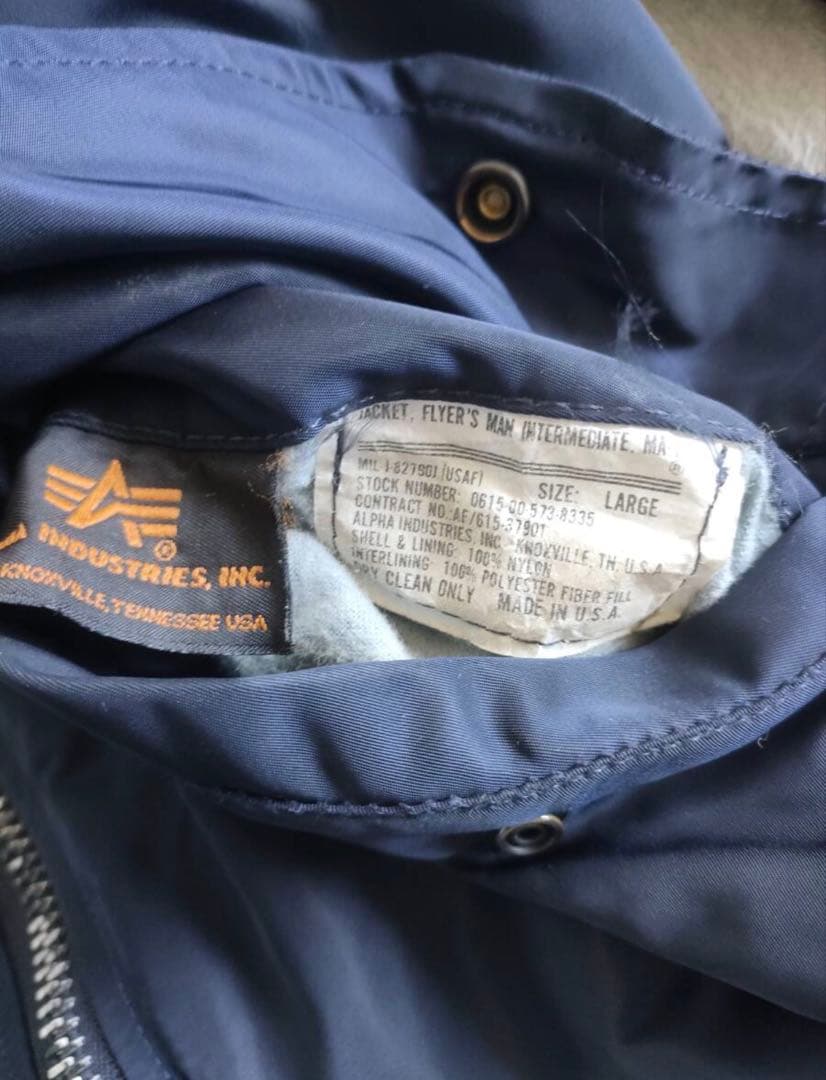 INDUSTRIES, INC.
KNOXVILLE, TENNESSEE USA
JACKET, FLYER'S MAN INTERMEDIATE, MA
®
MIL-J-82790J (USAF)
SIZE: LARGE
STOCK NUMBER: 0615-00-573-8335
CONTRACT NO: AF/615-37901
ALPHA INDUSTRIES, INC. KNOXVILLE, TN, U.S.A.
SHELL & LINING: 100% NYLON
INTERLINING: 100% POLYESTER FIBER FILL
DRY CLEAN ONLY MADE IN U.S.A.